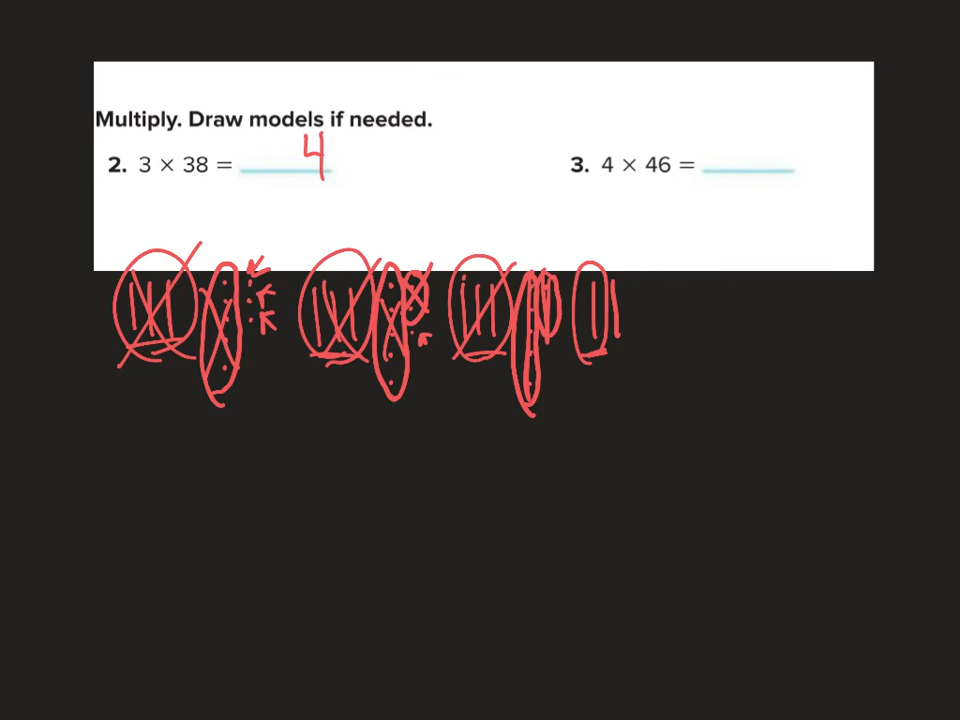 Multiply. Draw models if needed.
2. 3 × 38 = 4
3. 4 × 46 =